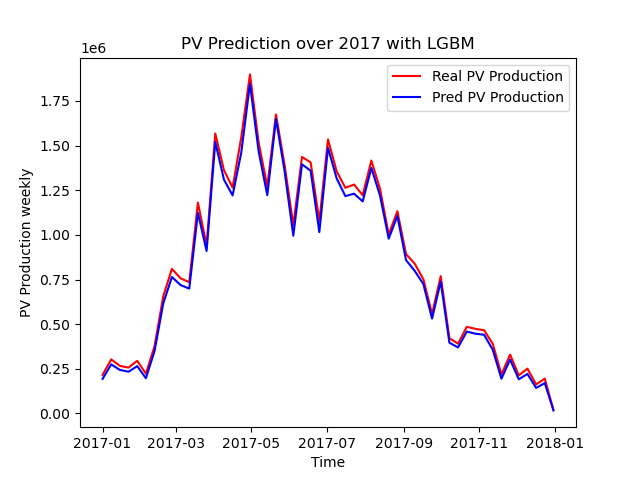 PV Prediction over 2017 with LGBM
1e6
Real PV Production
Pred PV Production
PV Production weekly
1.75
1.50
1.25
1.00
0.75
0.50
0.25
0.00
2017-01 2017-03 2017-05 2017-07 2017-09 2017-11 2018-01
Time